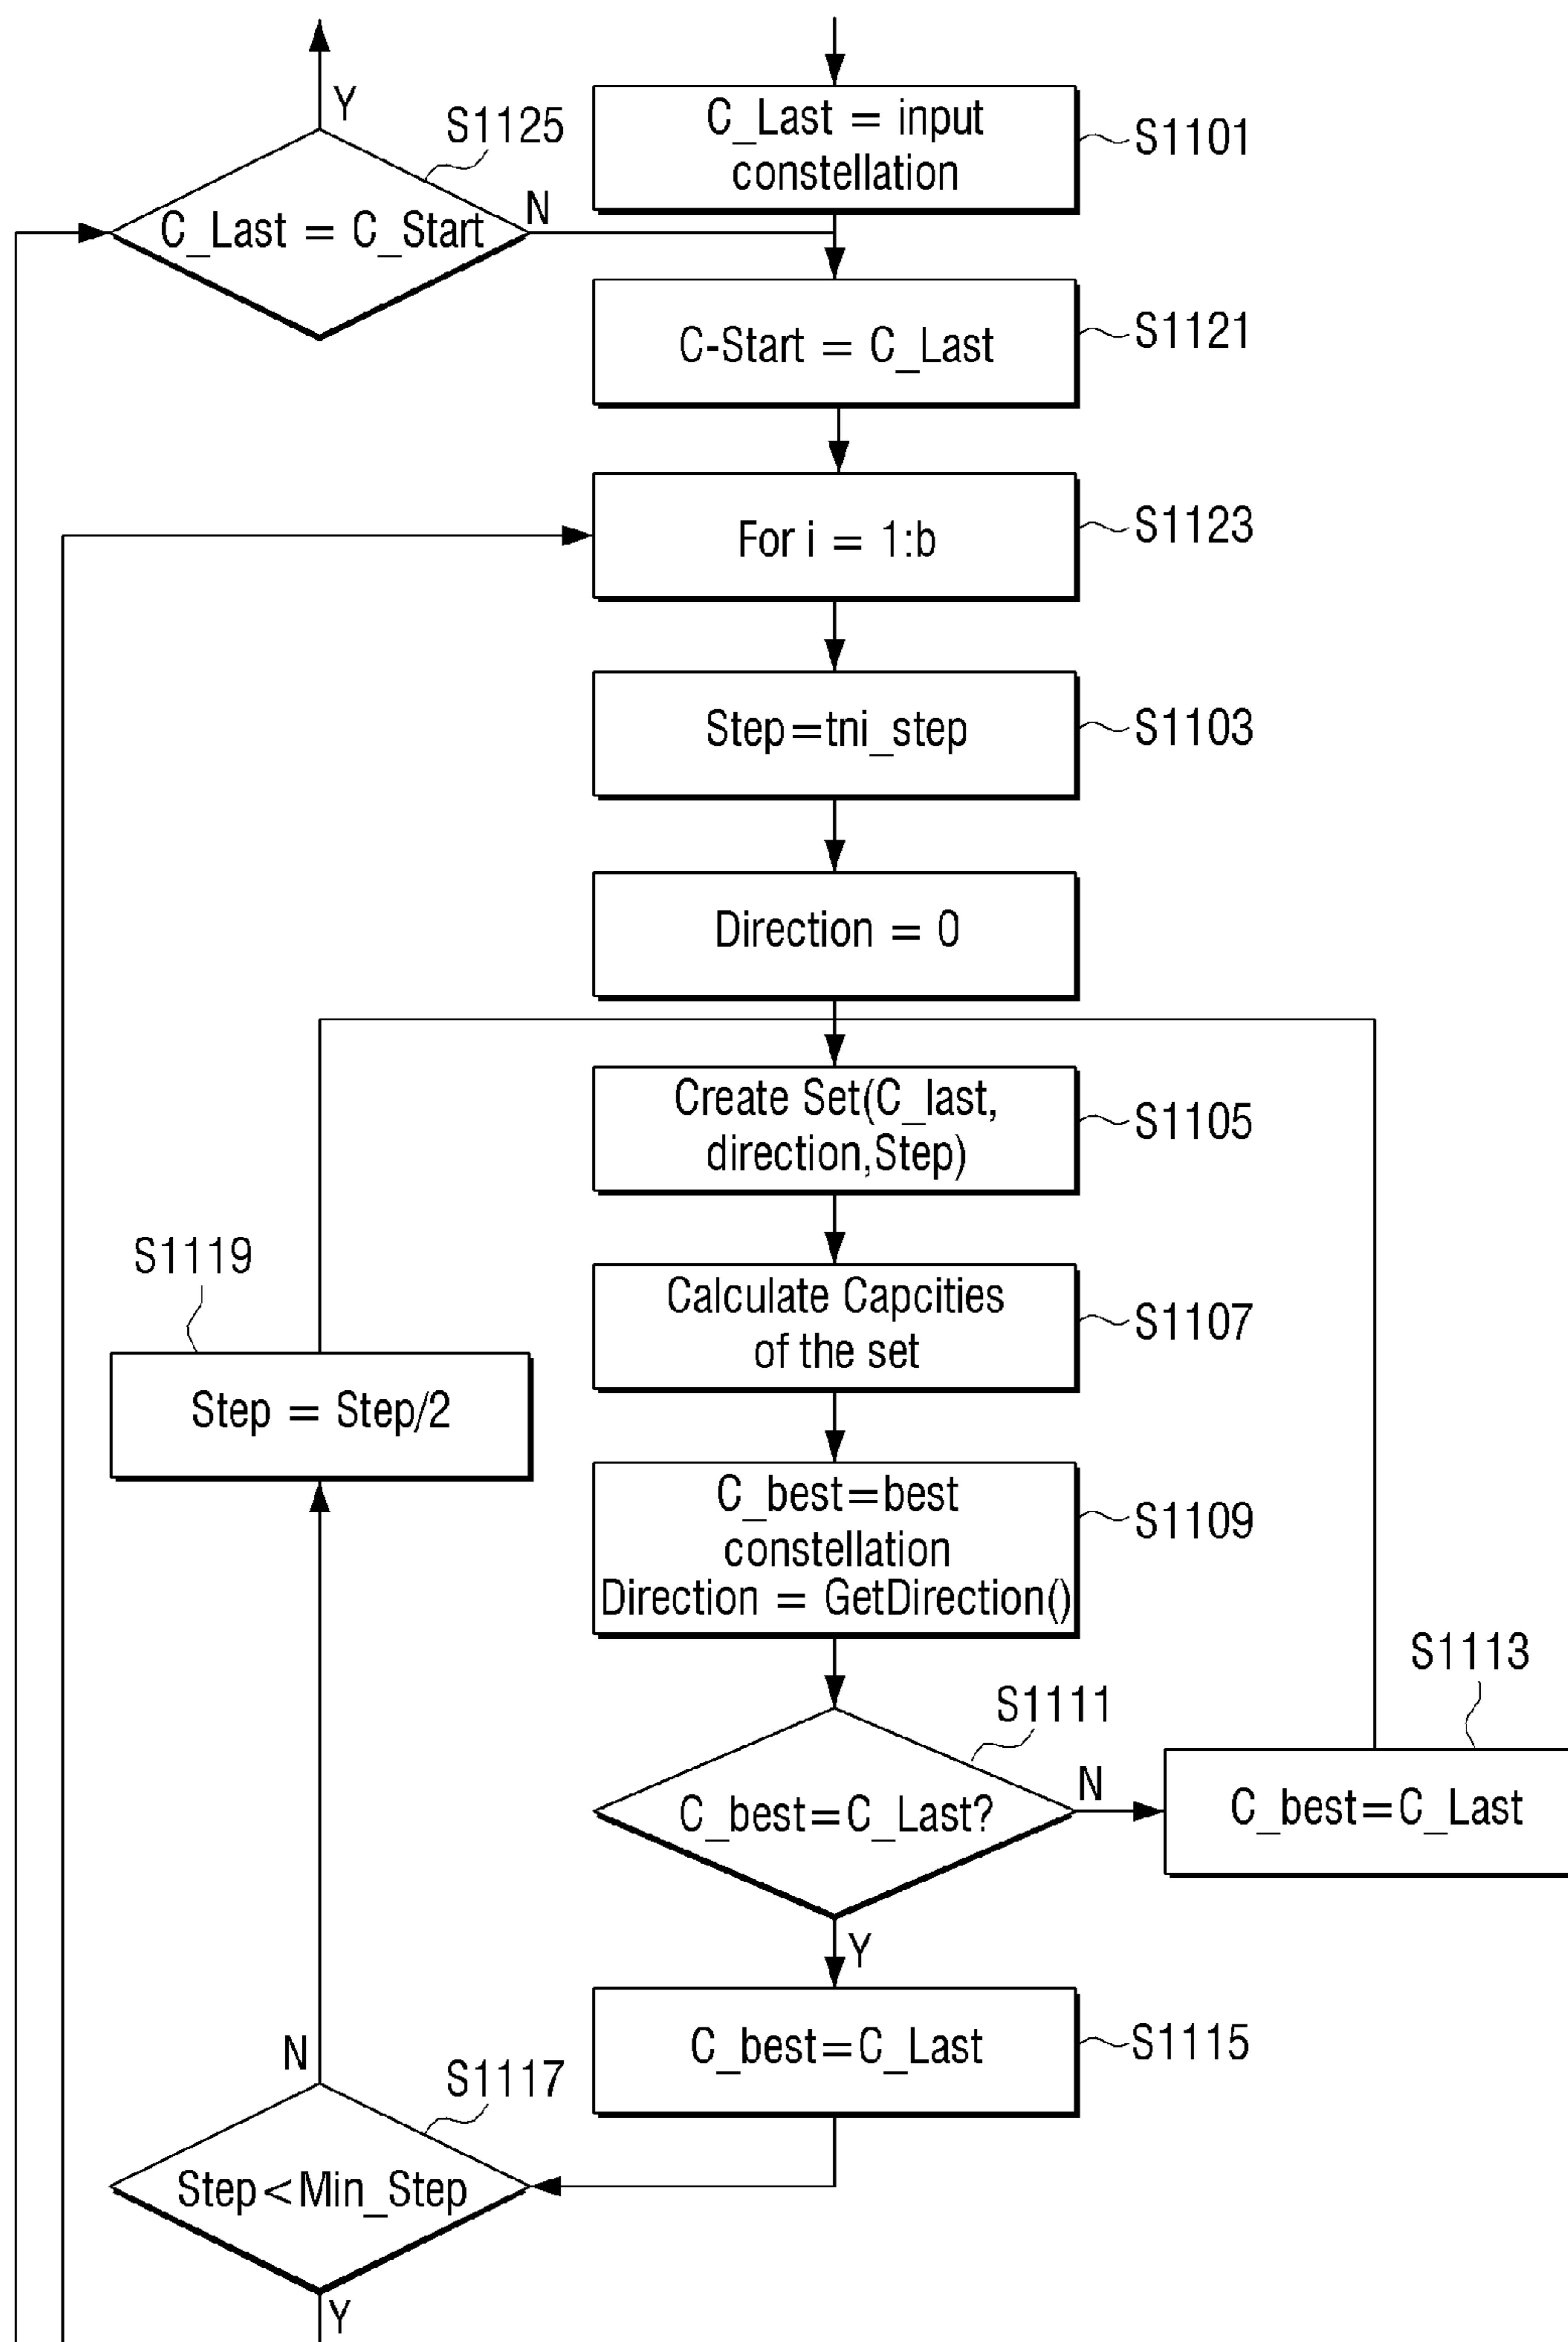 Y
S1125
C_Last = C_Start
N
C_Last = input
constellation
S1101
C-Start = C_Last
S1121
For i = 1:b
S1123
Step=tni_step
S1103
Direction = 0
Create Set(C_last,
direction,Step)
S1105
Calculate Capcities
of the set
S1107
S1119
Step = Step/2
C_best=best
constellation
Direction = GetDirection()
S1109
S1111
C_best=C_Last?
N
S1113
C_best=C_Last
Y
C_best=C_Last
S1115
N
S1117
Step<Min_Step
Y